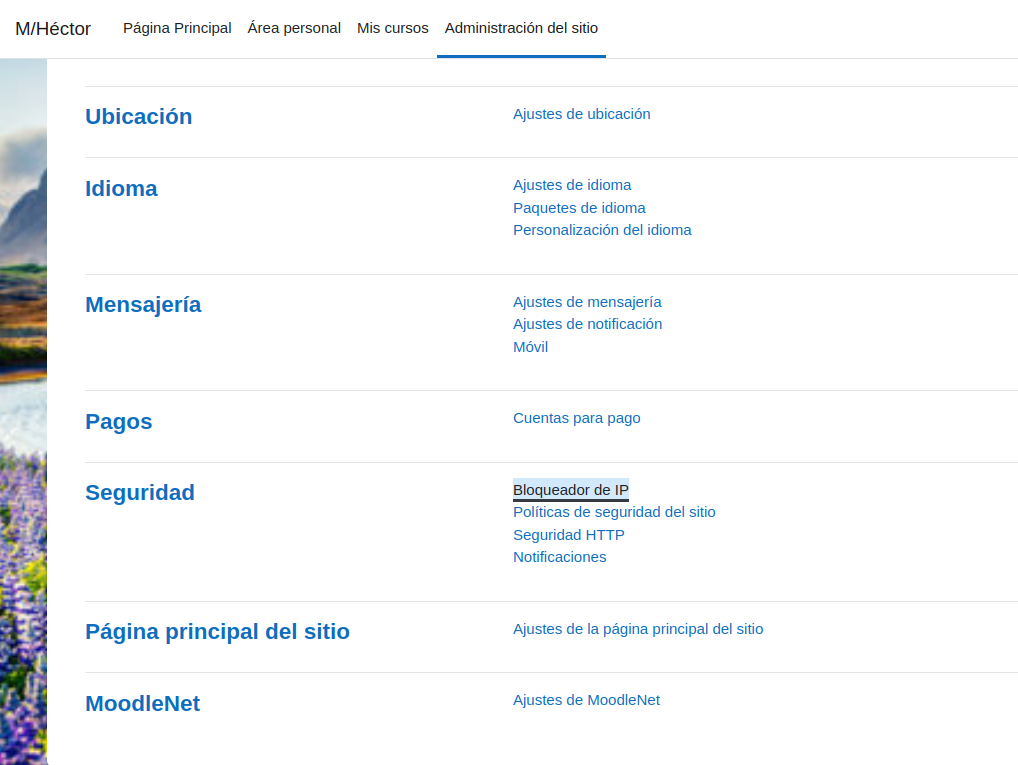 M/Héctor Página Principal Área personal Mis cursos Administración del sitio
Ubicación Ajustes de ubicación
Idioma Ajustes de idioma
Paquetes de idioma
Personalización del idioma
Mensajería Ajustes de mensajería
Ajustes de notificación
Móvil
Pagos Cuentas para pago
Seguridad Bloqueador de IP
Políticas de seguridad del sitio
Seguridad HTTP
Notificaciones
Página principal del sitio Ajustes de la página principal del sitio
MoodleNet Ajustes de MoodleNet